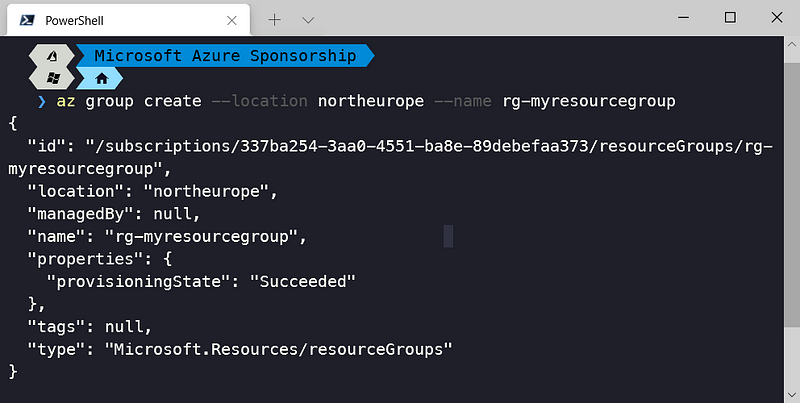 PowerShell
Microsoft Azure Sponsorship
❯ az group create --location northeurope --name rg-myresourcegroup
{
  "id": "/subscriptions/337ba254-3aa0-4551-ba8e-89debefaa373/resourceGroups/rg-
myresourcegroup",
  "location": "northeurope",
  "managedBy": null,
  "name": "rg-myresourcegroup",
  "properties": {
    "provisioningState": "Succeeded"
  },
  "tags": null,
  "type": "Microsoft.Resources/resourceGroups"
}